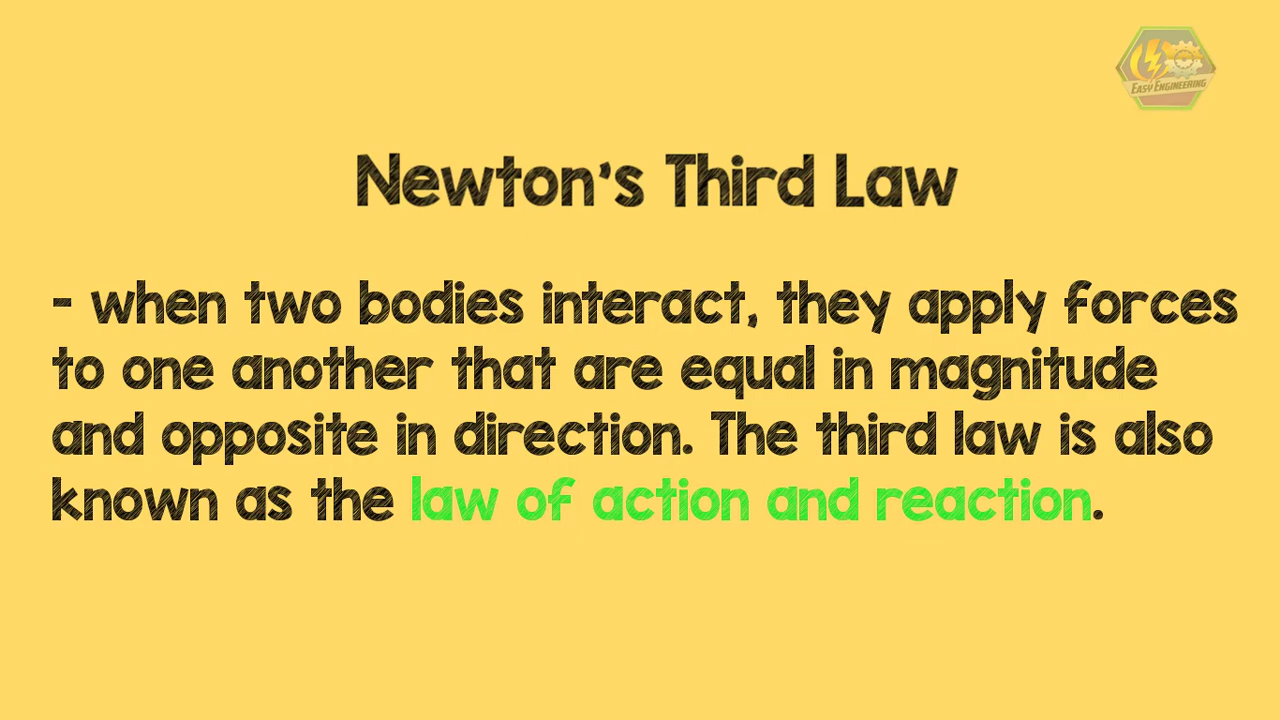 Easy Engineering
Newton's Third Law
- when two bodies interact, they apply forces
to one another that are equal in magnitude
and opposite in direction. The third law is also
known as the law of action and reaction.